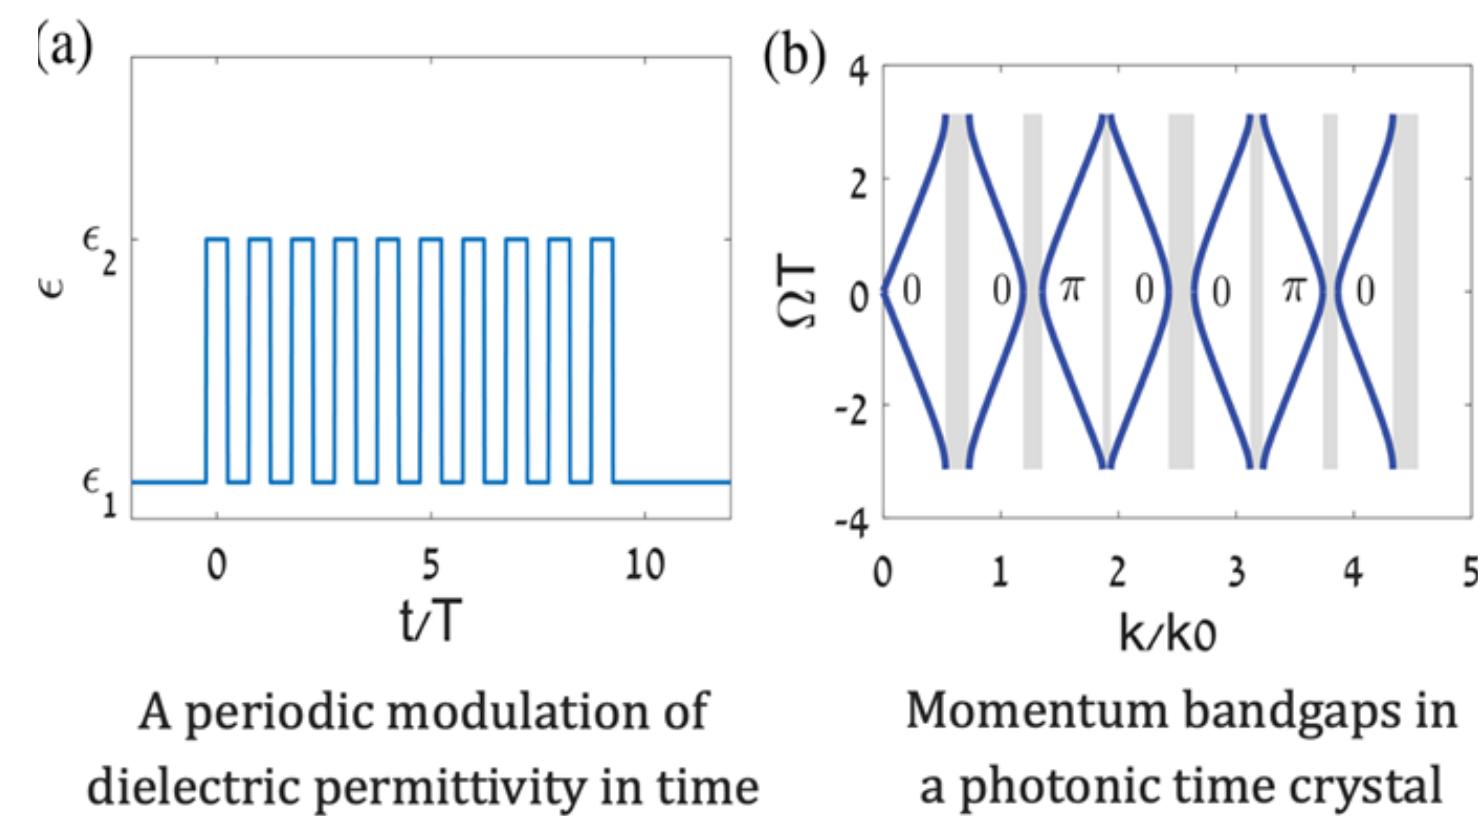 (a)
ϵ
ϵ2
ϵ1
0 5 10
t/T
A periodic modulation of
dielectric permittivity in time
(b)
ΩT
4
2
0
-2
-4
0 0 π 0 0 π 0
0 1 2 3 4 5
k/k0
Momentum bandgaps in
a photonic time crystal